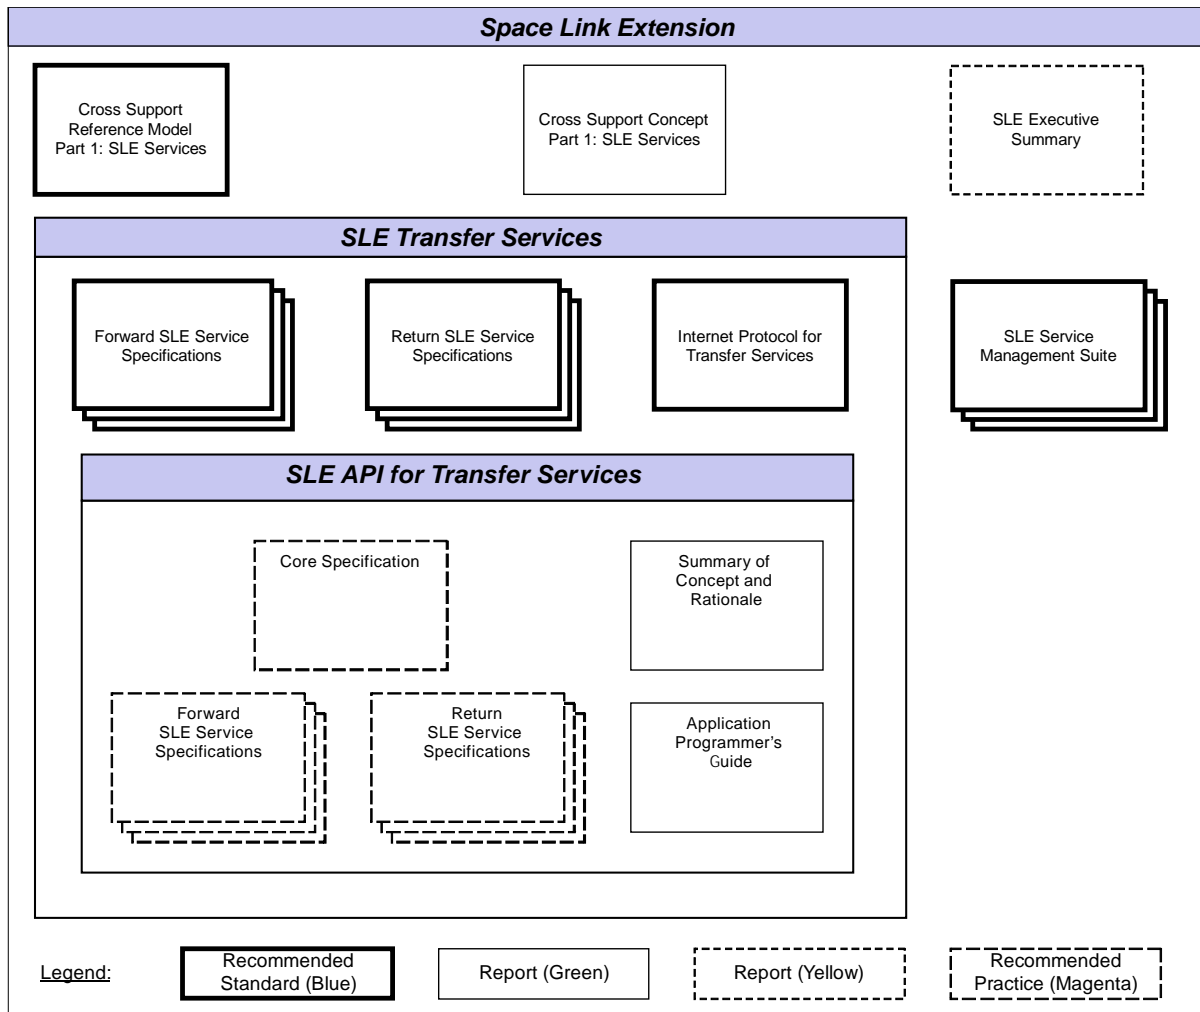 Space Link Extension
Cross Support
Reference Model
Part 1: SLE Services
Cross Support Concept
Part 1: SLE Services
SLE Executive
Summary
SLE Transfer Services
Forward SLE Service
Specifications
Return SLE Service
Specifications
Internet Protocol for
Transfer Services
SLE Service
Management Suite
SLE API for Transfer Services
Core Specification
Summary of
Concept and
Rationale
Forward
SLE Service
Specifications
Return
SLE Service
Specifications
Application
Programmer's
Guide
Legend:
Recommended
Standard (Blue)
Report (Green)
Report (Yellow)
Recommended
Practice (Magenta)